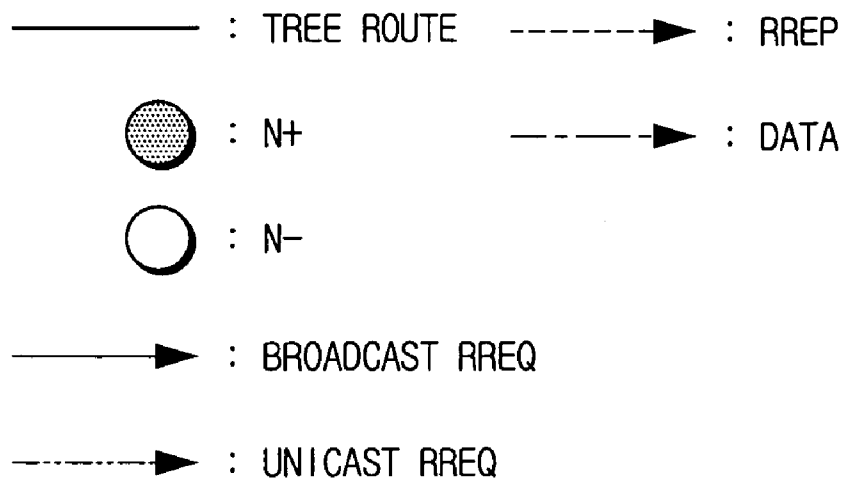 : TREE ROUTE
: RREP
: N+
: DATA
: N-
: BROADCAST RREQ
: UNICAST RREQ